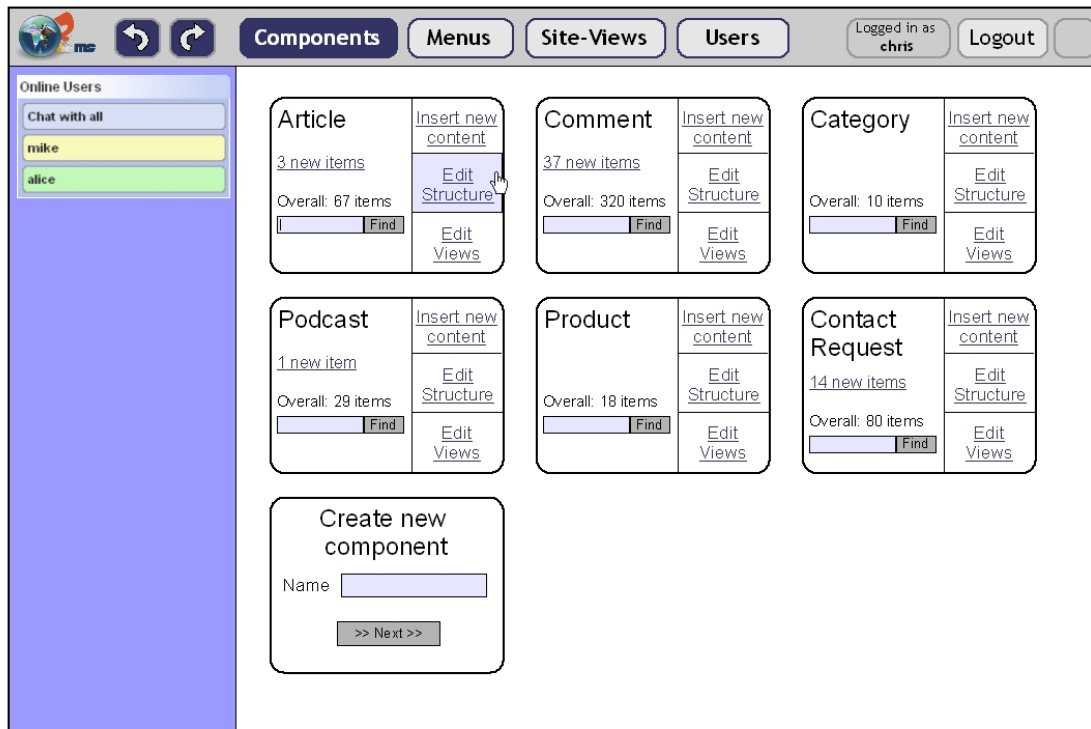 ms
Components
Menus
Site-Views
Users
Logged in as
chris
Logout
Online Users
Chat with all
mike
alice
Article
3 new items
Overall: 67 items
Find
Insert new
content
Edit
Structure
Edit
Views
Comment
37 new items
Overall: 320 items
Find
Insert new
content
Edit
Structure
Edit
Views
Category
Overall: 10 items
Find
Insert new
content
Edit
Structure
Edit
Views
Podcast
1 new item
Overall: 29 items
Find
Insert new
content
Edit
Structure
Edit
Views
Product
Overall: 18 items
Find
Insert new
content
Edit
Structure
Edit
Views
Contact
Request
14 new items
Overall: 80 items
Find
Insert new
content
Edit
Structure
Edit
Views
Create new
component
Name
>> Next >>